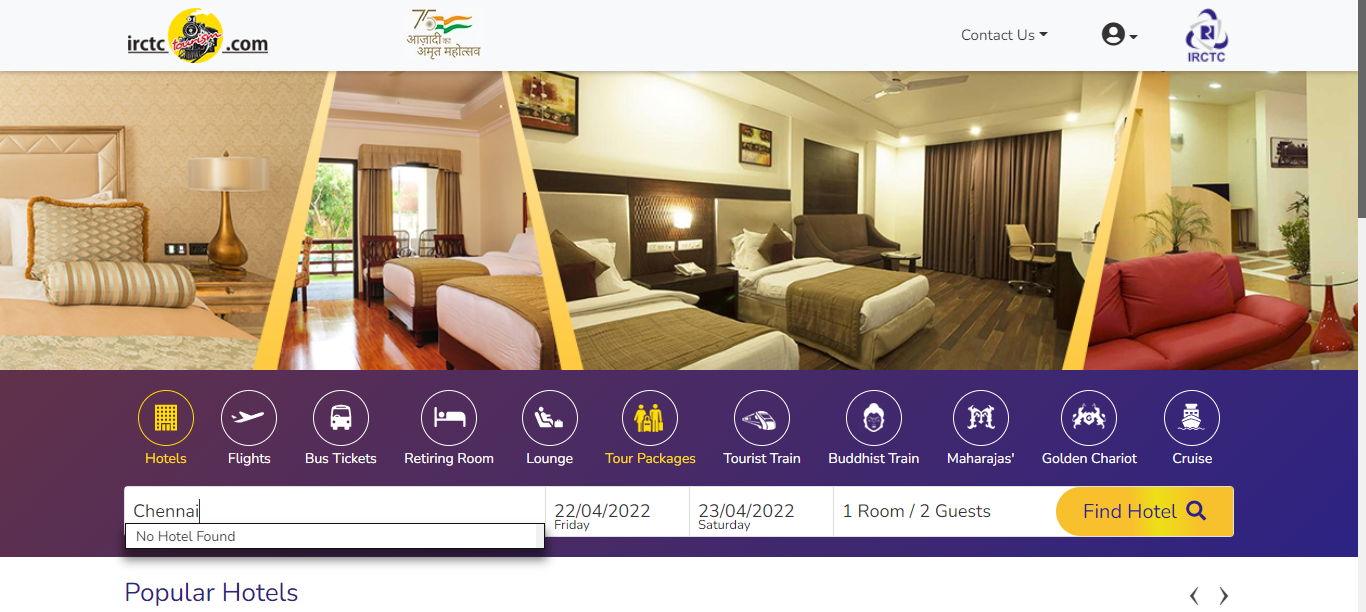 irctc tourism .com
75
आज़ादी का
अमृत महोत्सव
Contact Us
IRCTC
Hotels
Flights
Bus Tickets
Retiring Room
Lounge
Tour Packages
Tourist Train
Buddhist Train
Maharajas'
Golden Chariot
Cruise
Chennai
22/04/2022
Friday
23/04/2022
Saturday
1 Room / 2 Guests
Find Hotel
No Hotel Found
Popular Hotels